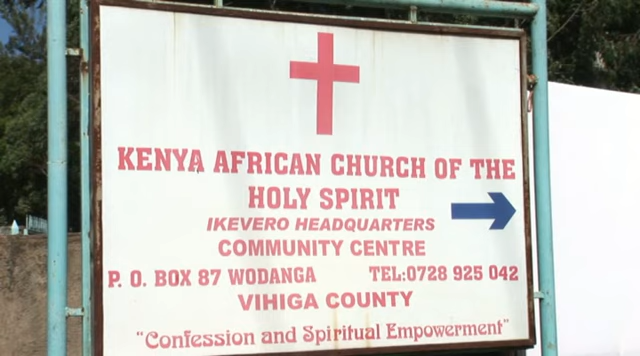 KENYA AFRICAN CHURCH OF THE
HOLY SPIRIT
IKEVERO HEADQUARTERS
COMMUNITY CENTRE
P. O. BOX 87 WODANGA TEL:0728 925 042
VIHIGA COUNTY
"Confession and Spiritual Empowerment"